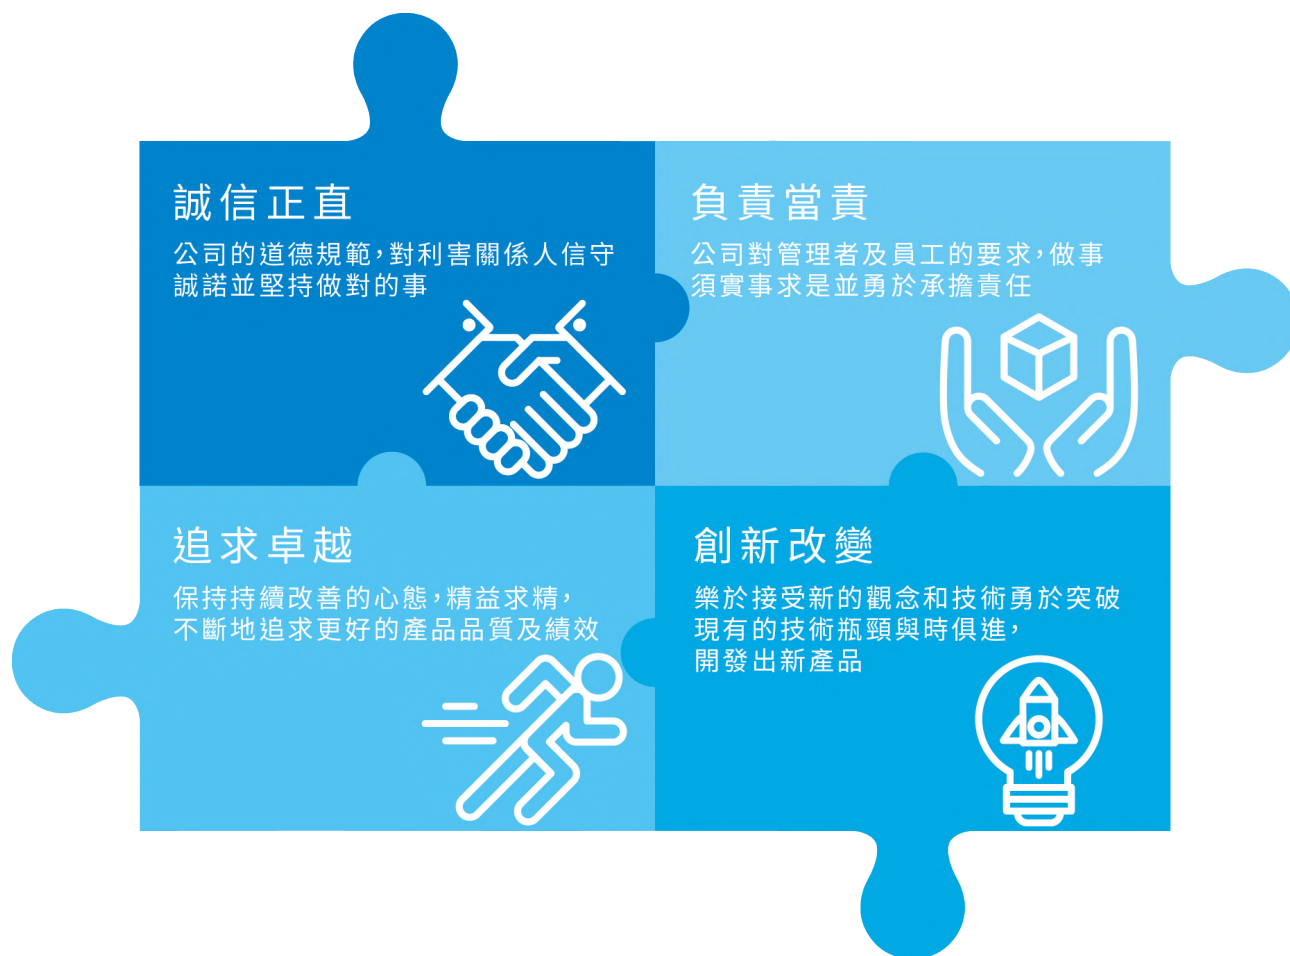 誠信正直
公司的道德規範,對利害關係人信守
誠諾並堅持做對的事
負責當責
公司對管理者及員工的要求,做事
須實事求是並勇於承擔責任
追求卓越
保持持續改善的心態,精益求精,
不斷地追求更好的產品品質及績效
創新改變
樂於接受新的觀念和技術勇於突破
現有的技術瓶頸與時俱進,
開發出新產品